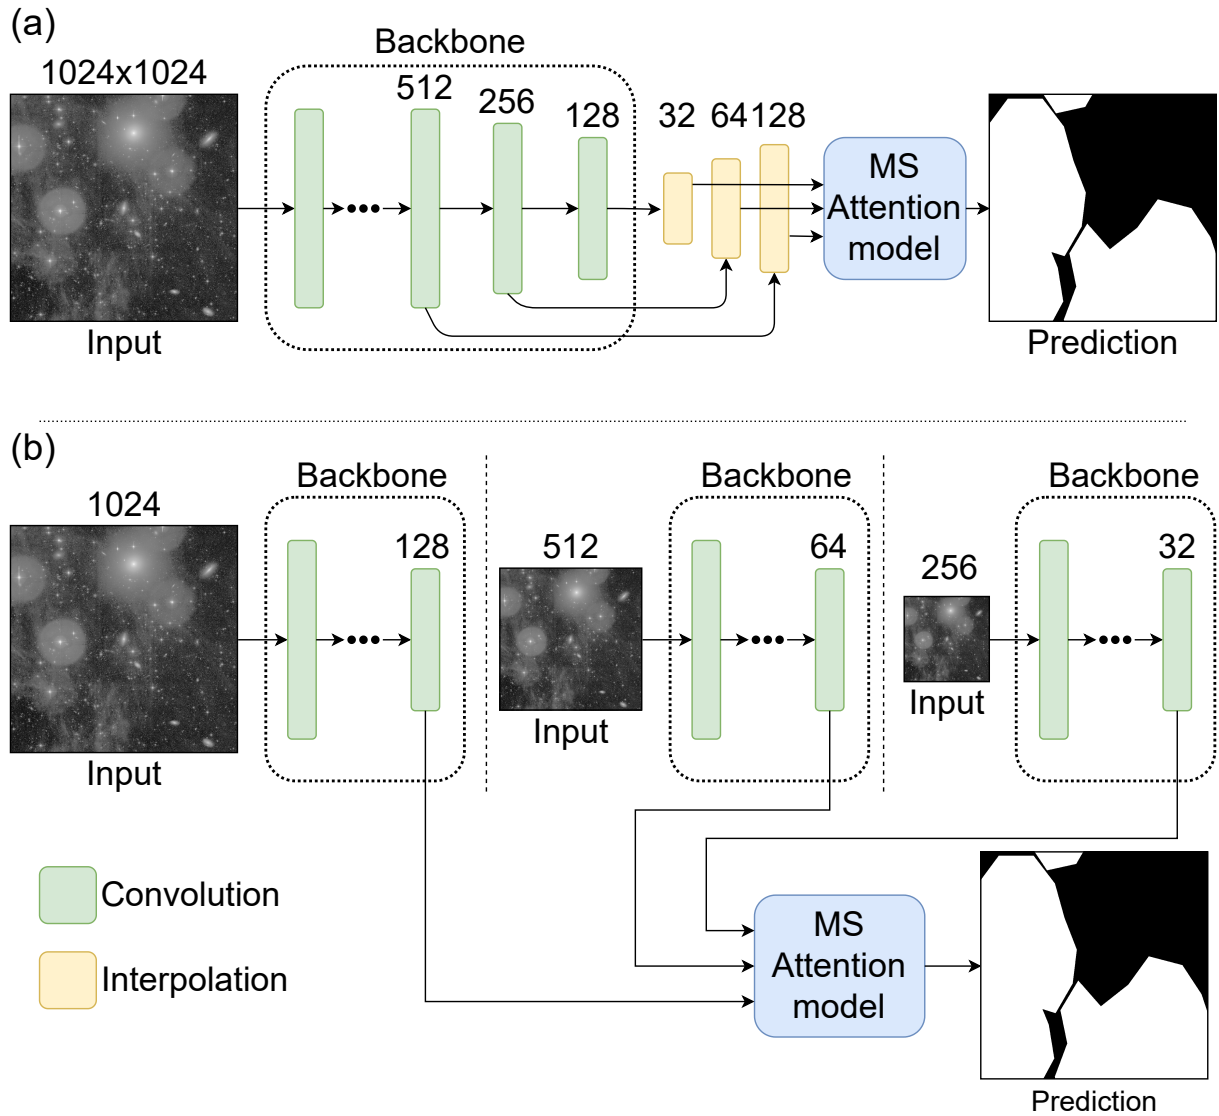 (a)
Backbone
1024x1024
512
256
128
32
64
128
MS
Attention
model
Input
Prediction
(b)
Backbone
Backbone
Backbone
1024
128
512
64
256
32
Input
Input
Input
Convolution
Interpolation
MS
Attention
model
Prediction